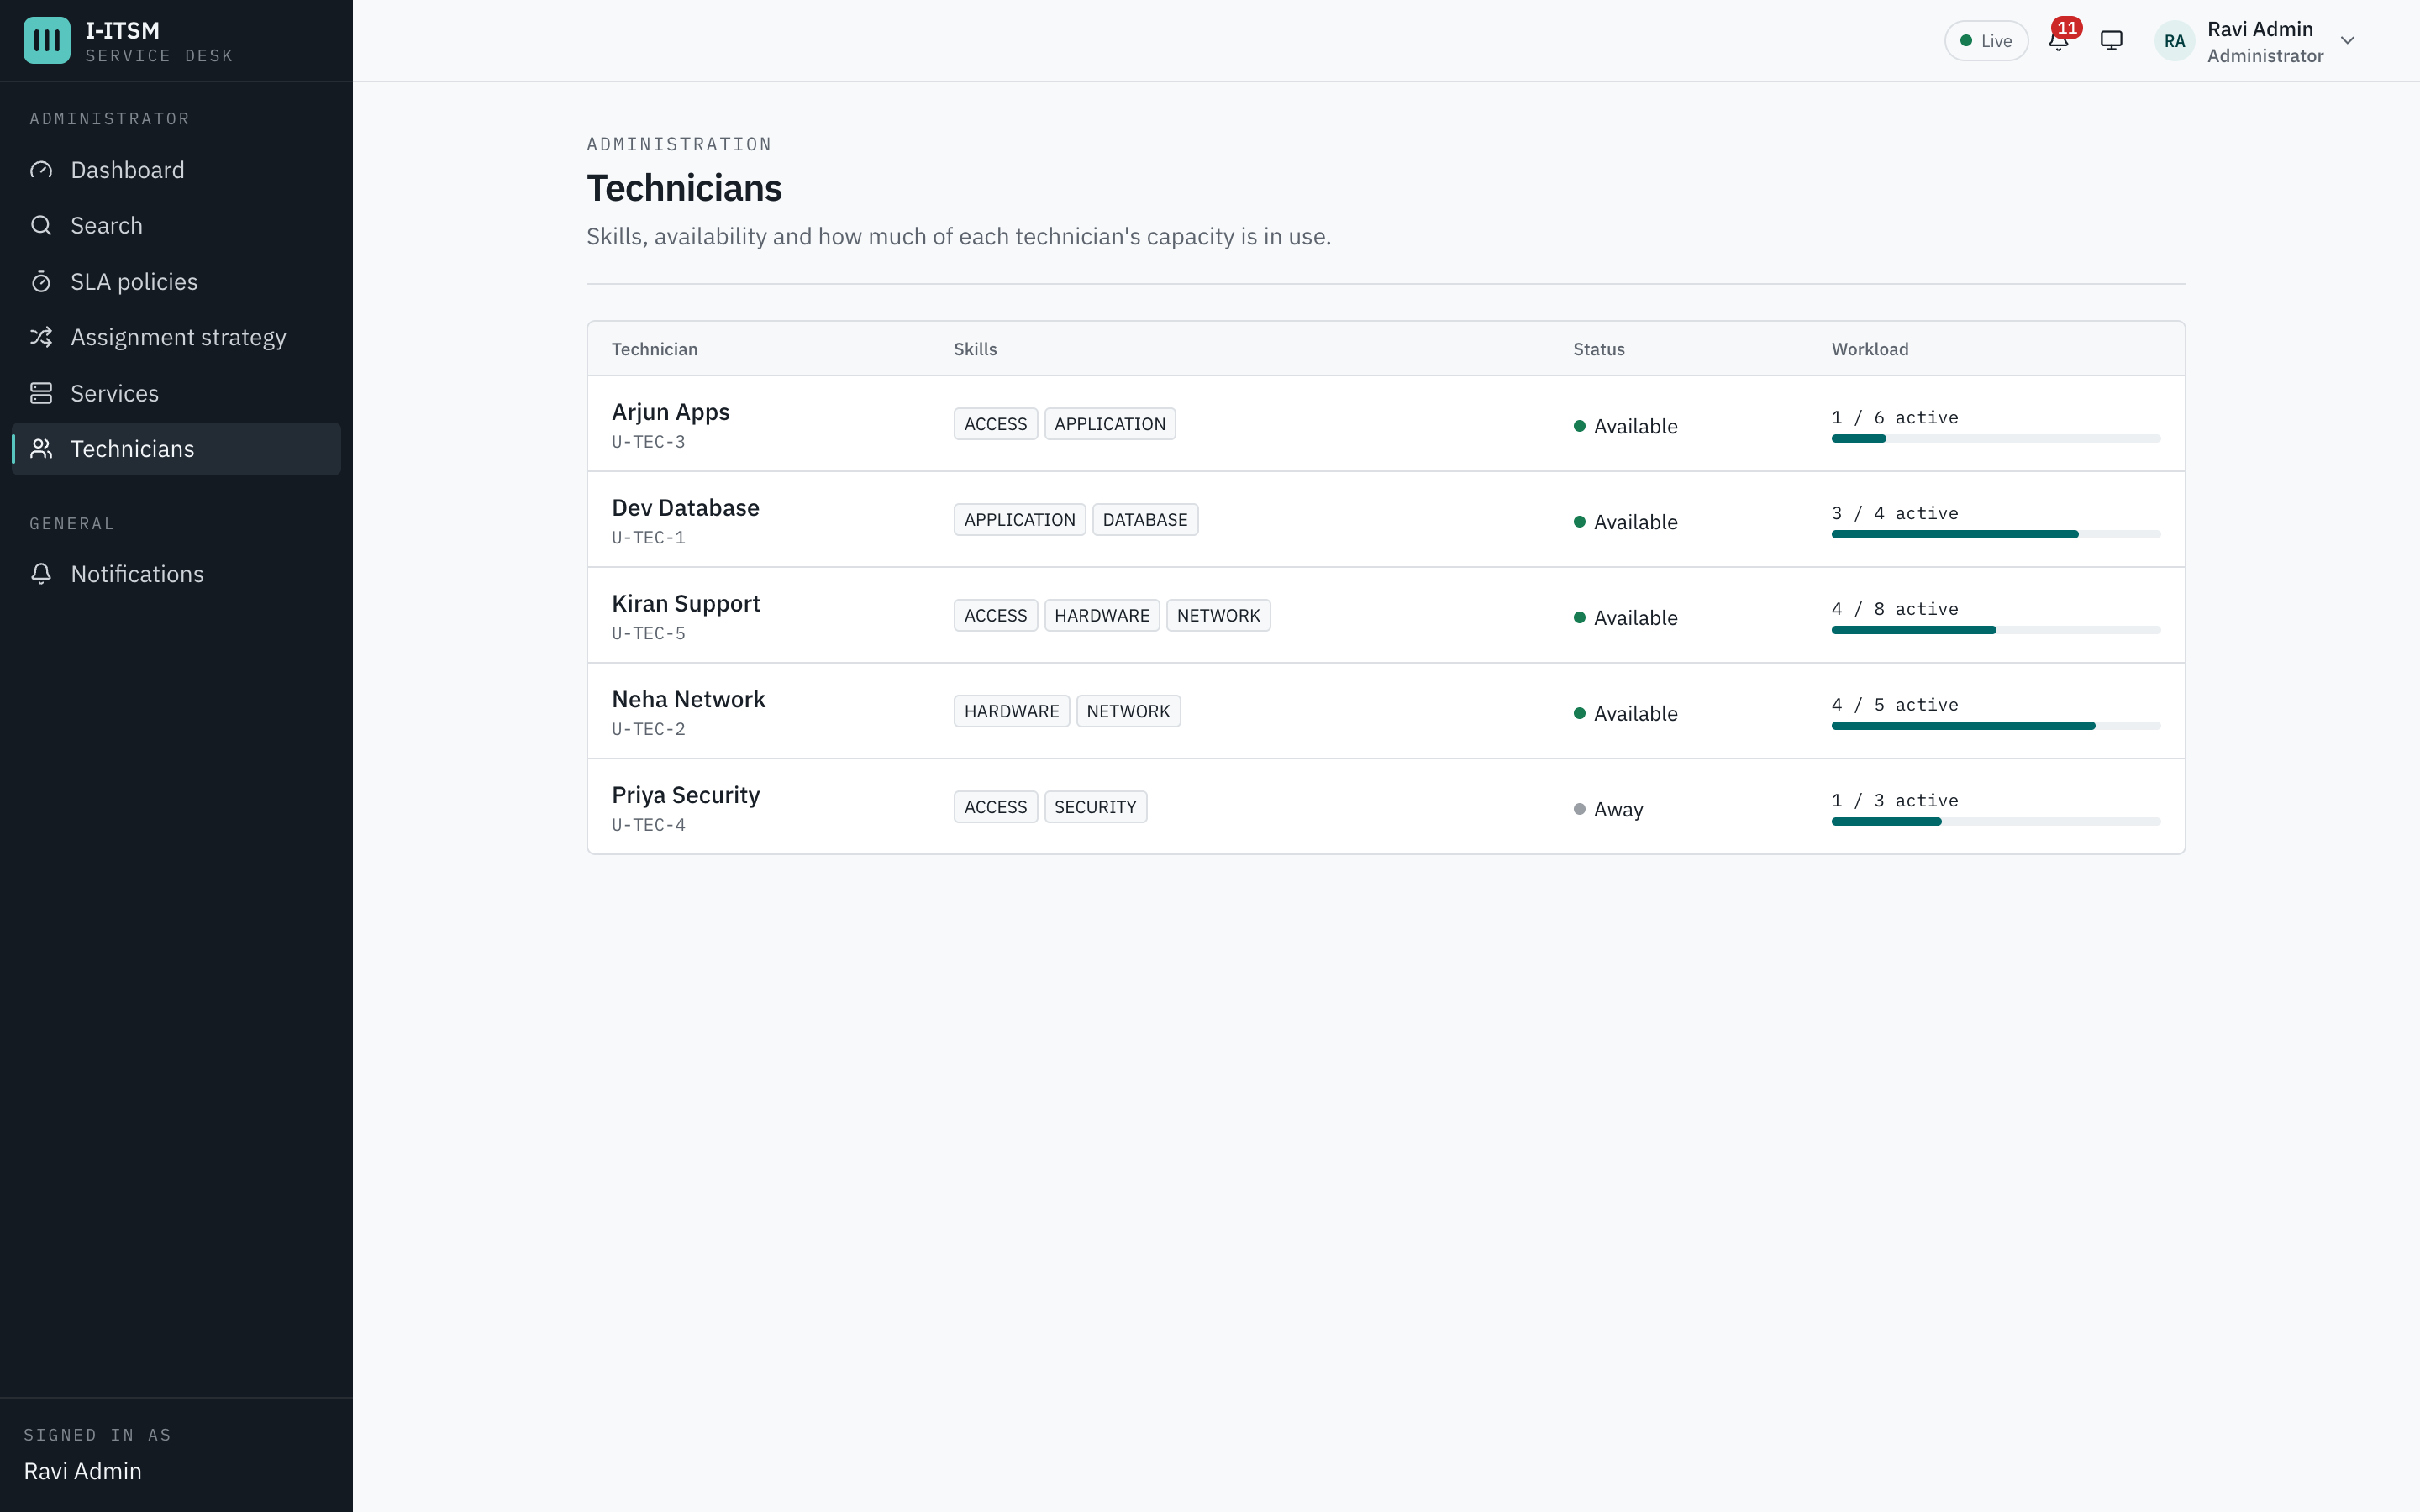 I-ITSM
SERVICE DESK
ADMINISTRATOR
Dashboard
Search
SLA policies
Assignment strategy
Services
Technicians
GENERAL
Notifications
SIGNED IN AS
Ravi Admin
Live
11
RA
Ravi Admin
Administrator
ADMINISTRATION
Technicians
Skills, availability and how much of each technician's capacity is in use.
Technician Skills Status Workload
Arjun Apps
U-TEC-3
ACCESS APPLICATION
Available
1 / 6 active
Dev Database
U-TEC-1
APPLICATION DATABASE
Available
3 / 4 active
Kiran Support
U-TEC-5
ACCESS HARDWARE NETWORK
Available
4 / 8 active
Neha Network
U-TEC-2
HARDWARE NETWORK
Available
4 / 5 active
Priya Security
U-TEC-4
ACCESS SECURITY
Away
1 / 3 active